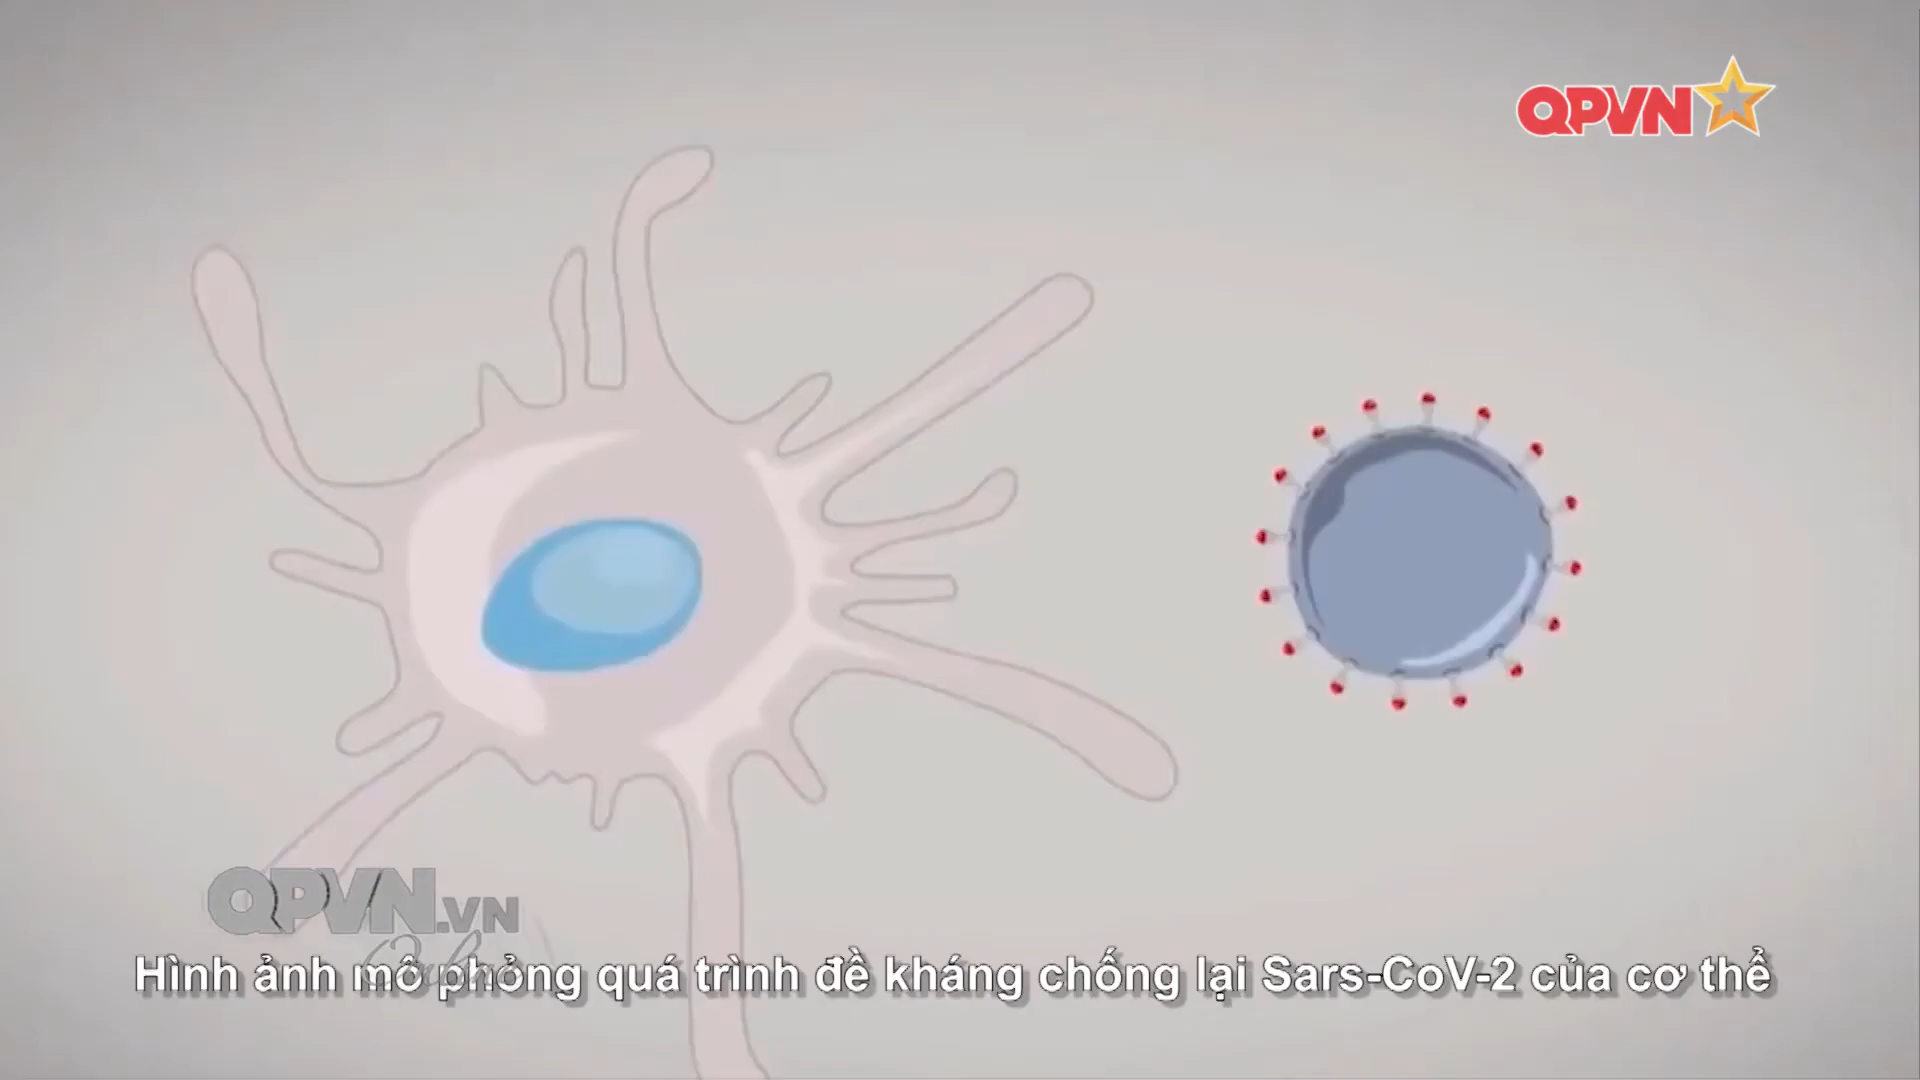 QPVN
QPVN.VN
Online
Hình ảnh mô phỏng quá trình đề kháng chống lại Sars-CoV-2 của cơ thể